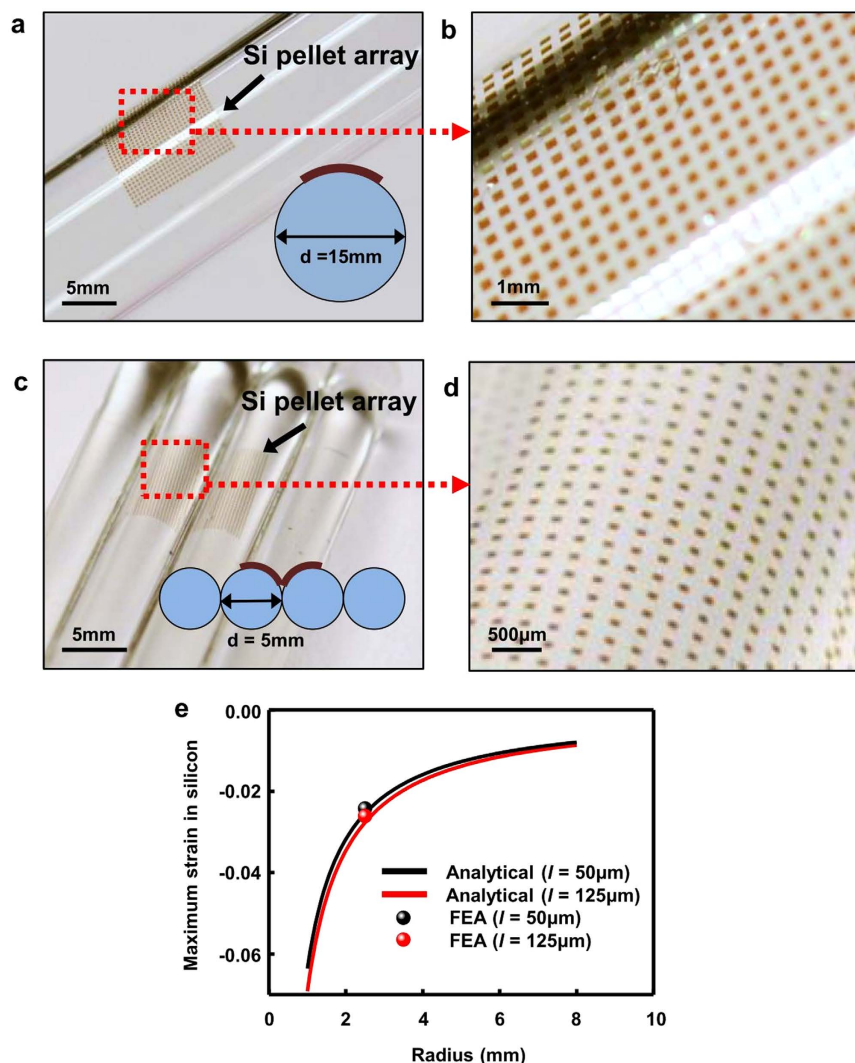 a
Si pellet array
d =15mm
5mm
b
1mm
c
Si pellet array
d = 5mm
5mm
d
500μm
e
0.00
-0.02
-0.04
-0.06
Maximum strain in silicon
Analytical (l = 50μm)
Analytical (l = 125μm)
FEA (l = 50μm)
FEA (l = 125μm)
0 2 4 6 8 10
Radius (mm)